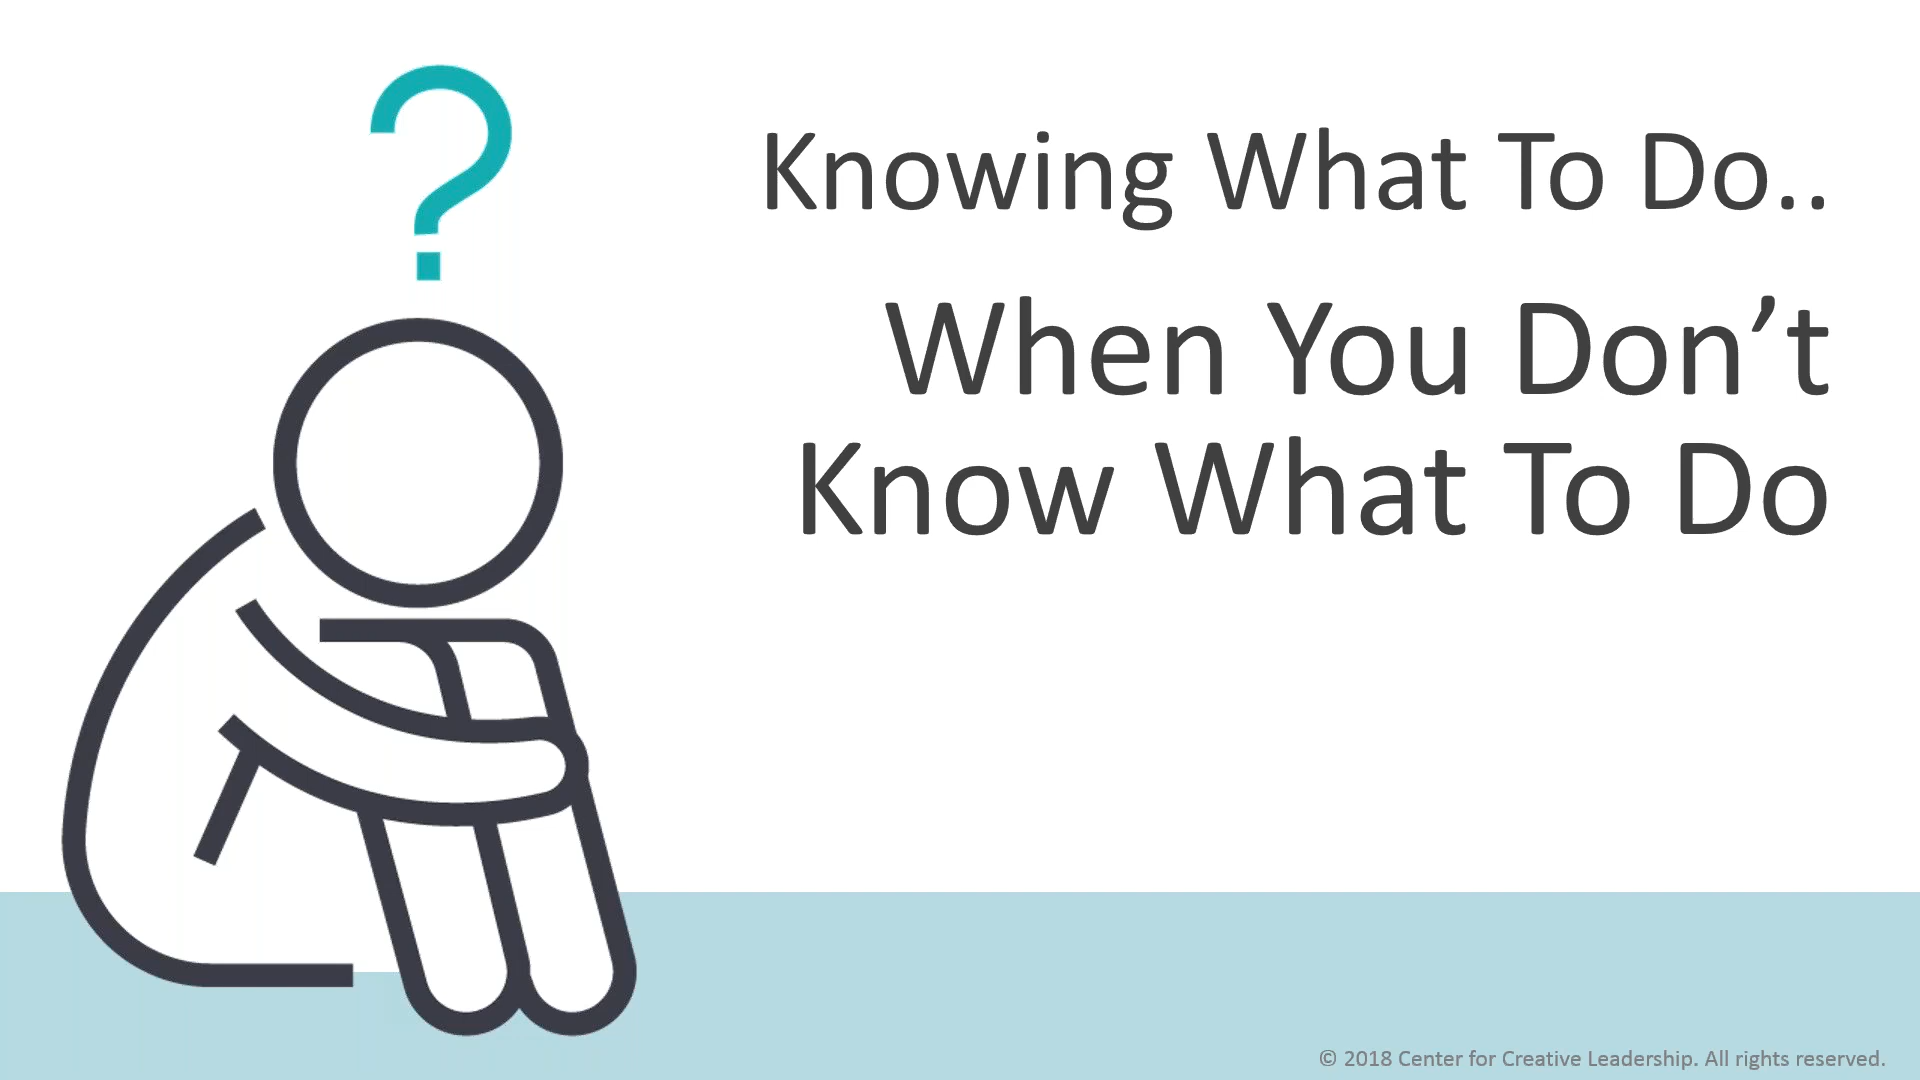 Knowing What To Do..
When You Don’t
Know What To Do
© 2018 Center for Creative Leadership. All rights reserved.